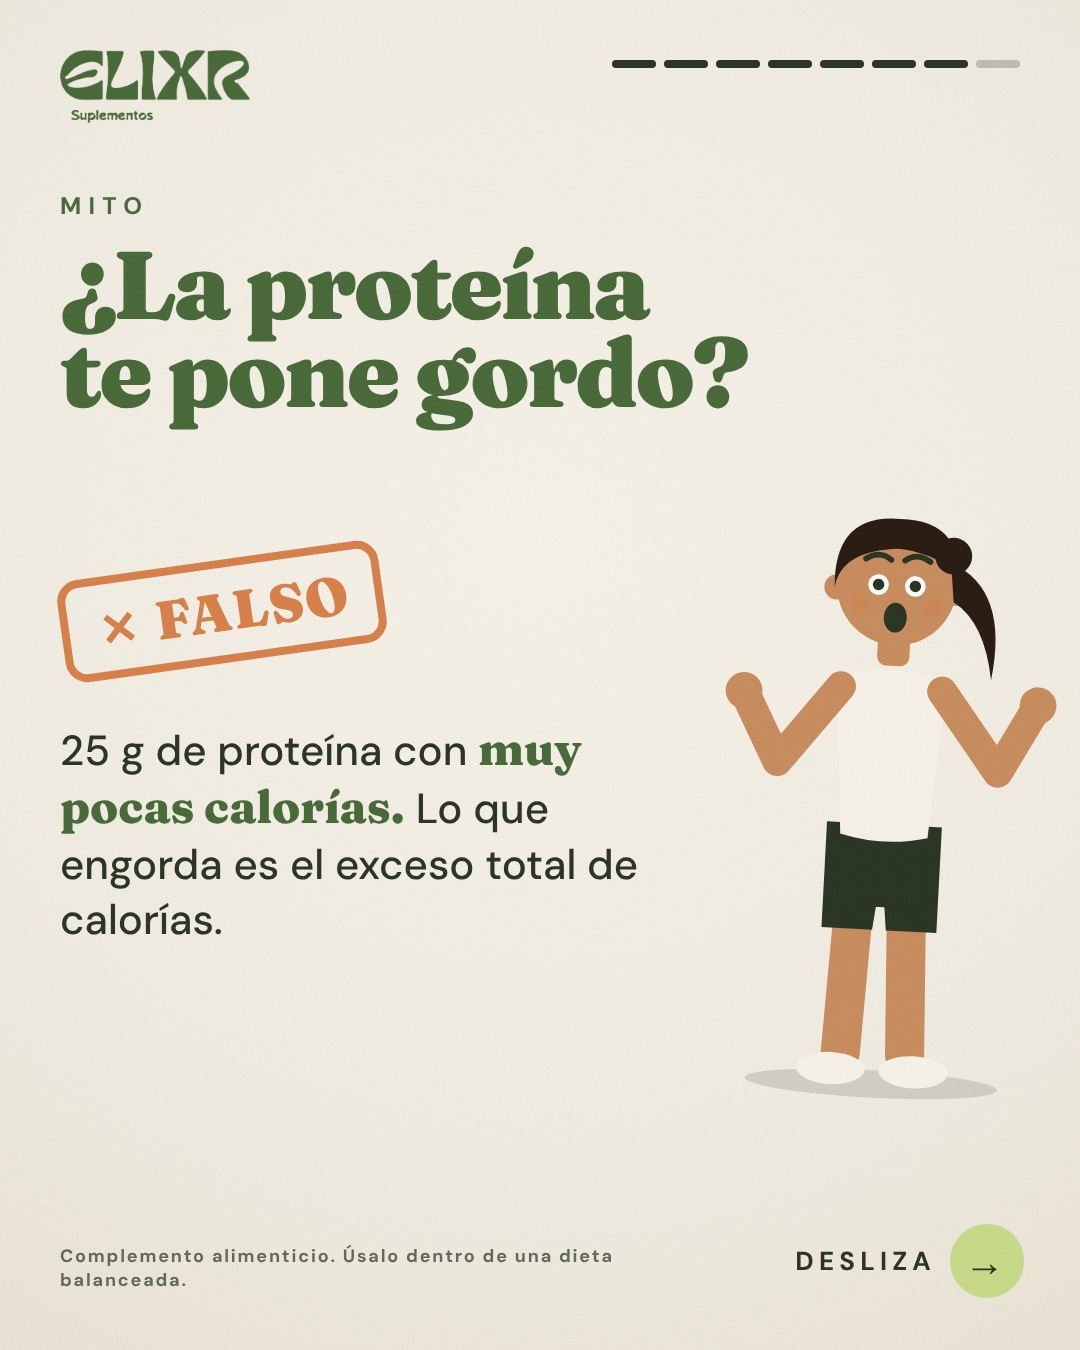 ELIXR
Suplementos
MITO
¿La proteína
te pone gordo?
× FALSO
25 g de proteína con muy
pocas calorías. Lo que
engorda es el exceso total de
calorías.
Complemento alimenticio. Úsalo dentro de una dieta
balanceada.
DESLIZA →